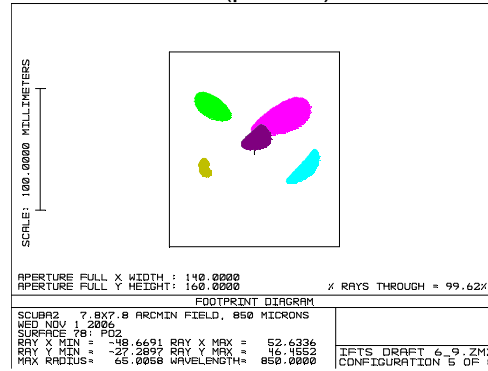 SCALE: 100.0000 MILLIMETERS
APERTURE FULL X WIDTH : 140.0000
APERTURE FULL Y HEIGHT: 160.0000
% RAYS THROUGH = 99.62%
FOOTPRINT DIAGRAM
SCUBA2 7.8X7.8 ARCMIN FIELD, 850 MICRONS
WED NOV 1 2006
SURFACE 78: PO2
RAY X MIN = -48.6691 RAY X MAX = 52.6336
RAY Y MIN = -27.2897 RAY Y MAX = 46.4552
MAX RADIUS= 65.0058 WAVELENGTH= 850.0000
IFTS DRAFT 6_9.ZM
CONFIGURATION 5 OF